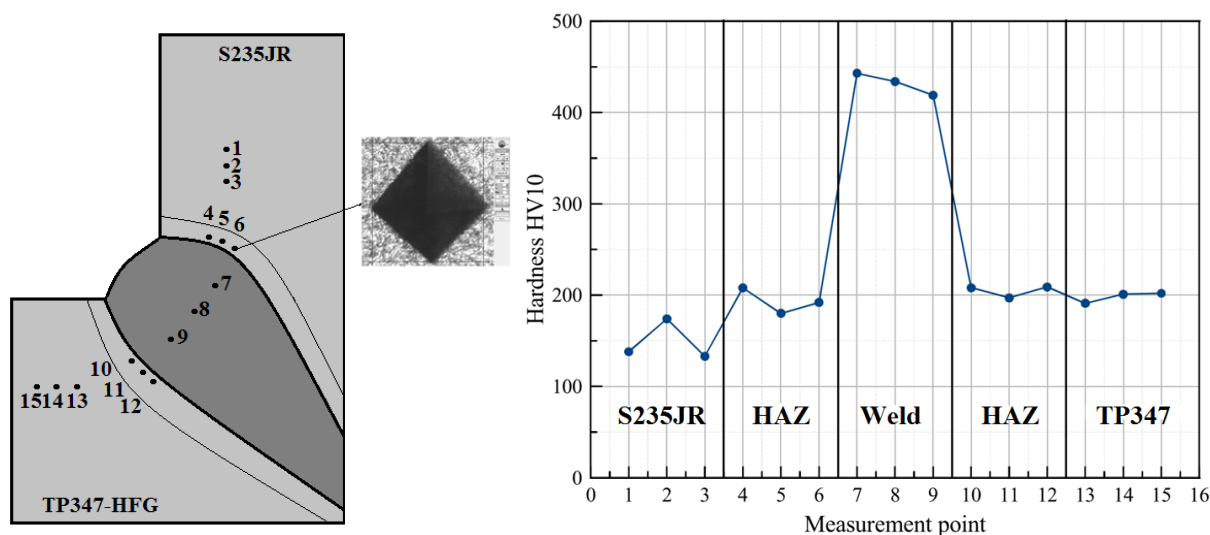 S235JR
1
2
3
4 5 6
7
8
9
10
11
12
15 14 13
TP347-HFG
Hardness HV10
500
400
300
200
100
0
S235JR HAZ Weld HAZ TP347
0 1 2 3 4 5 6 7 8 9 10 11 12 13 14 15 16
Measurement point